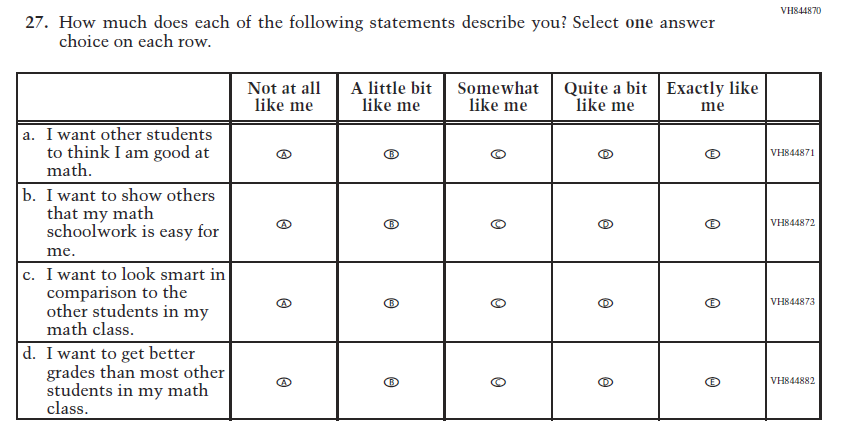 VH844870
27. How much does each of the following statements describe you? Select one answer
choice on each row.
Not at all
like me
A little bit
like me
Somewhat
like me
Quite a bit
like me
Exactly like
me
a. I want other students
to think I am good at
math.
A B C D E VH844871
b. I want to show others
that my math
schoolwork is easy for
me.
A B C D E VH844872
c. I want to look smart in
comparison to the
other students in my
math class.
A B C D E VH844873
d. I want to get better
grades than most other
students in my math
class.
A B C D E VH844882